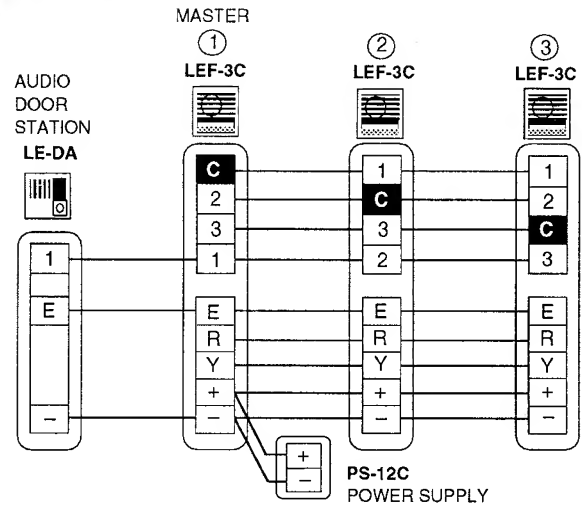 MASTER
① ② ③
LEF-3C LEF-3C LEF-3C
AUDIO
DOOR
STATION
LE-DA
C 1 1
2 C 2
3 3 C
1 1 2 3
E E E E
R R R
Y Y Y
+ + +
– – – –
+
–
PS-12C
POWER SUPPLY